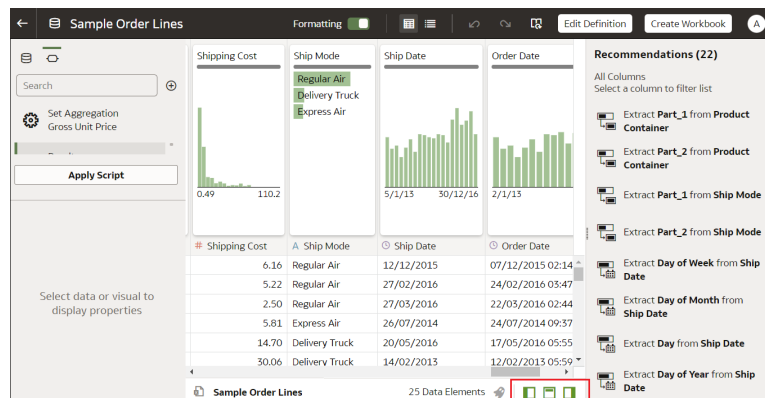 Sample Order Lines
Formatting
Edit Definition
Create Workbook
A
Search
Set Aggregation
Gross Unit Price
Apply Script
Select data or visual to
display properties
Shipping Cost
0.49 110.2
Ship Mode
Regular Air
Delivery Truck
Express Air
Ship Date
5/1/13 30/12/16
Order Date
2/1/13
# Shipping Cost A Ship Mode Ship Date Order Date
6.16 Regular Air 12/12/2015 07/12/2015 02:14
5.22 Regular Air 27/02/2016 24/02/2016 03:47
2.50 Regular Air 27/03/2016 22/03/2016 02:44
5.81 Express Air 26/07/2014 24/07/2014 09:37
14.70 Delivery Truck 20/05/2016 17/05/2016 05:55
30.06 Delivery Truck 14/02/2013 12/02/2013 05:59
Sample Order Lines 25 Data Elements
Recommendations (22)
All Columns
Select a column to filter list
Extract Part_1 from Product
Container
Extract Part_2 from Product
Container
Extract Part_1 from Ship Mode
Extract Part_2 from Ship Mode
Extract Day of Week from Ship
Date
Extract Day of Month from
Ship Date
Extract Day from Ship Date
Extract Day of Year from Ship
Date